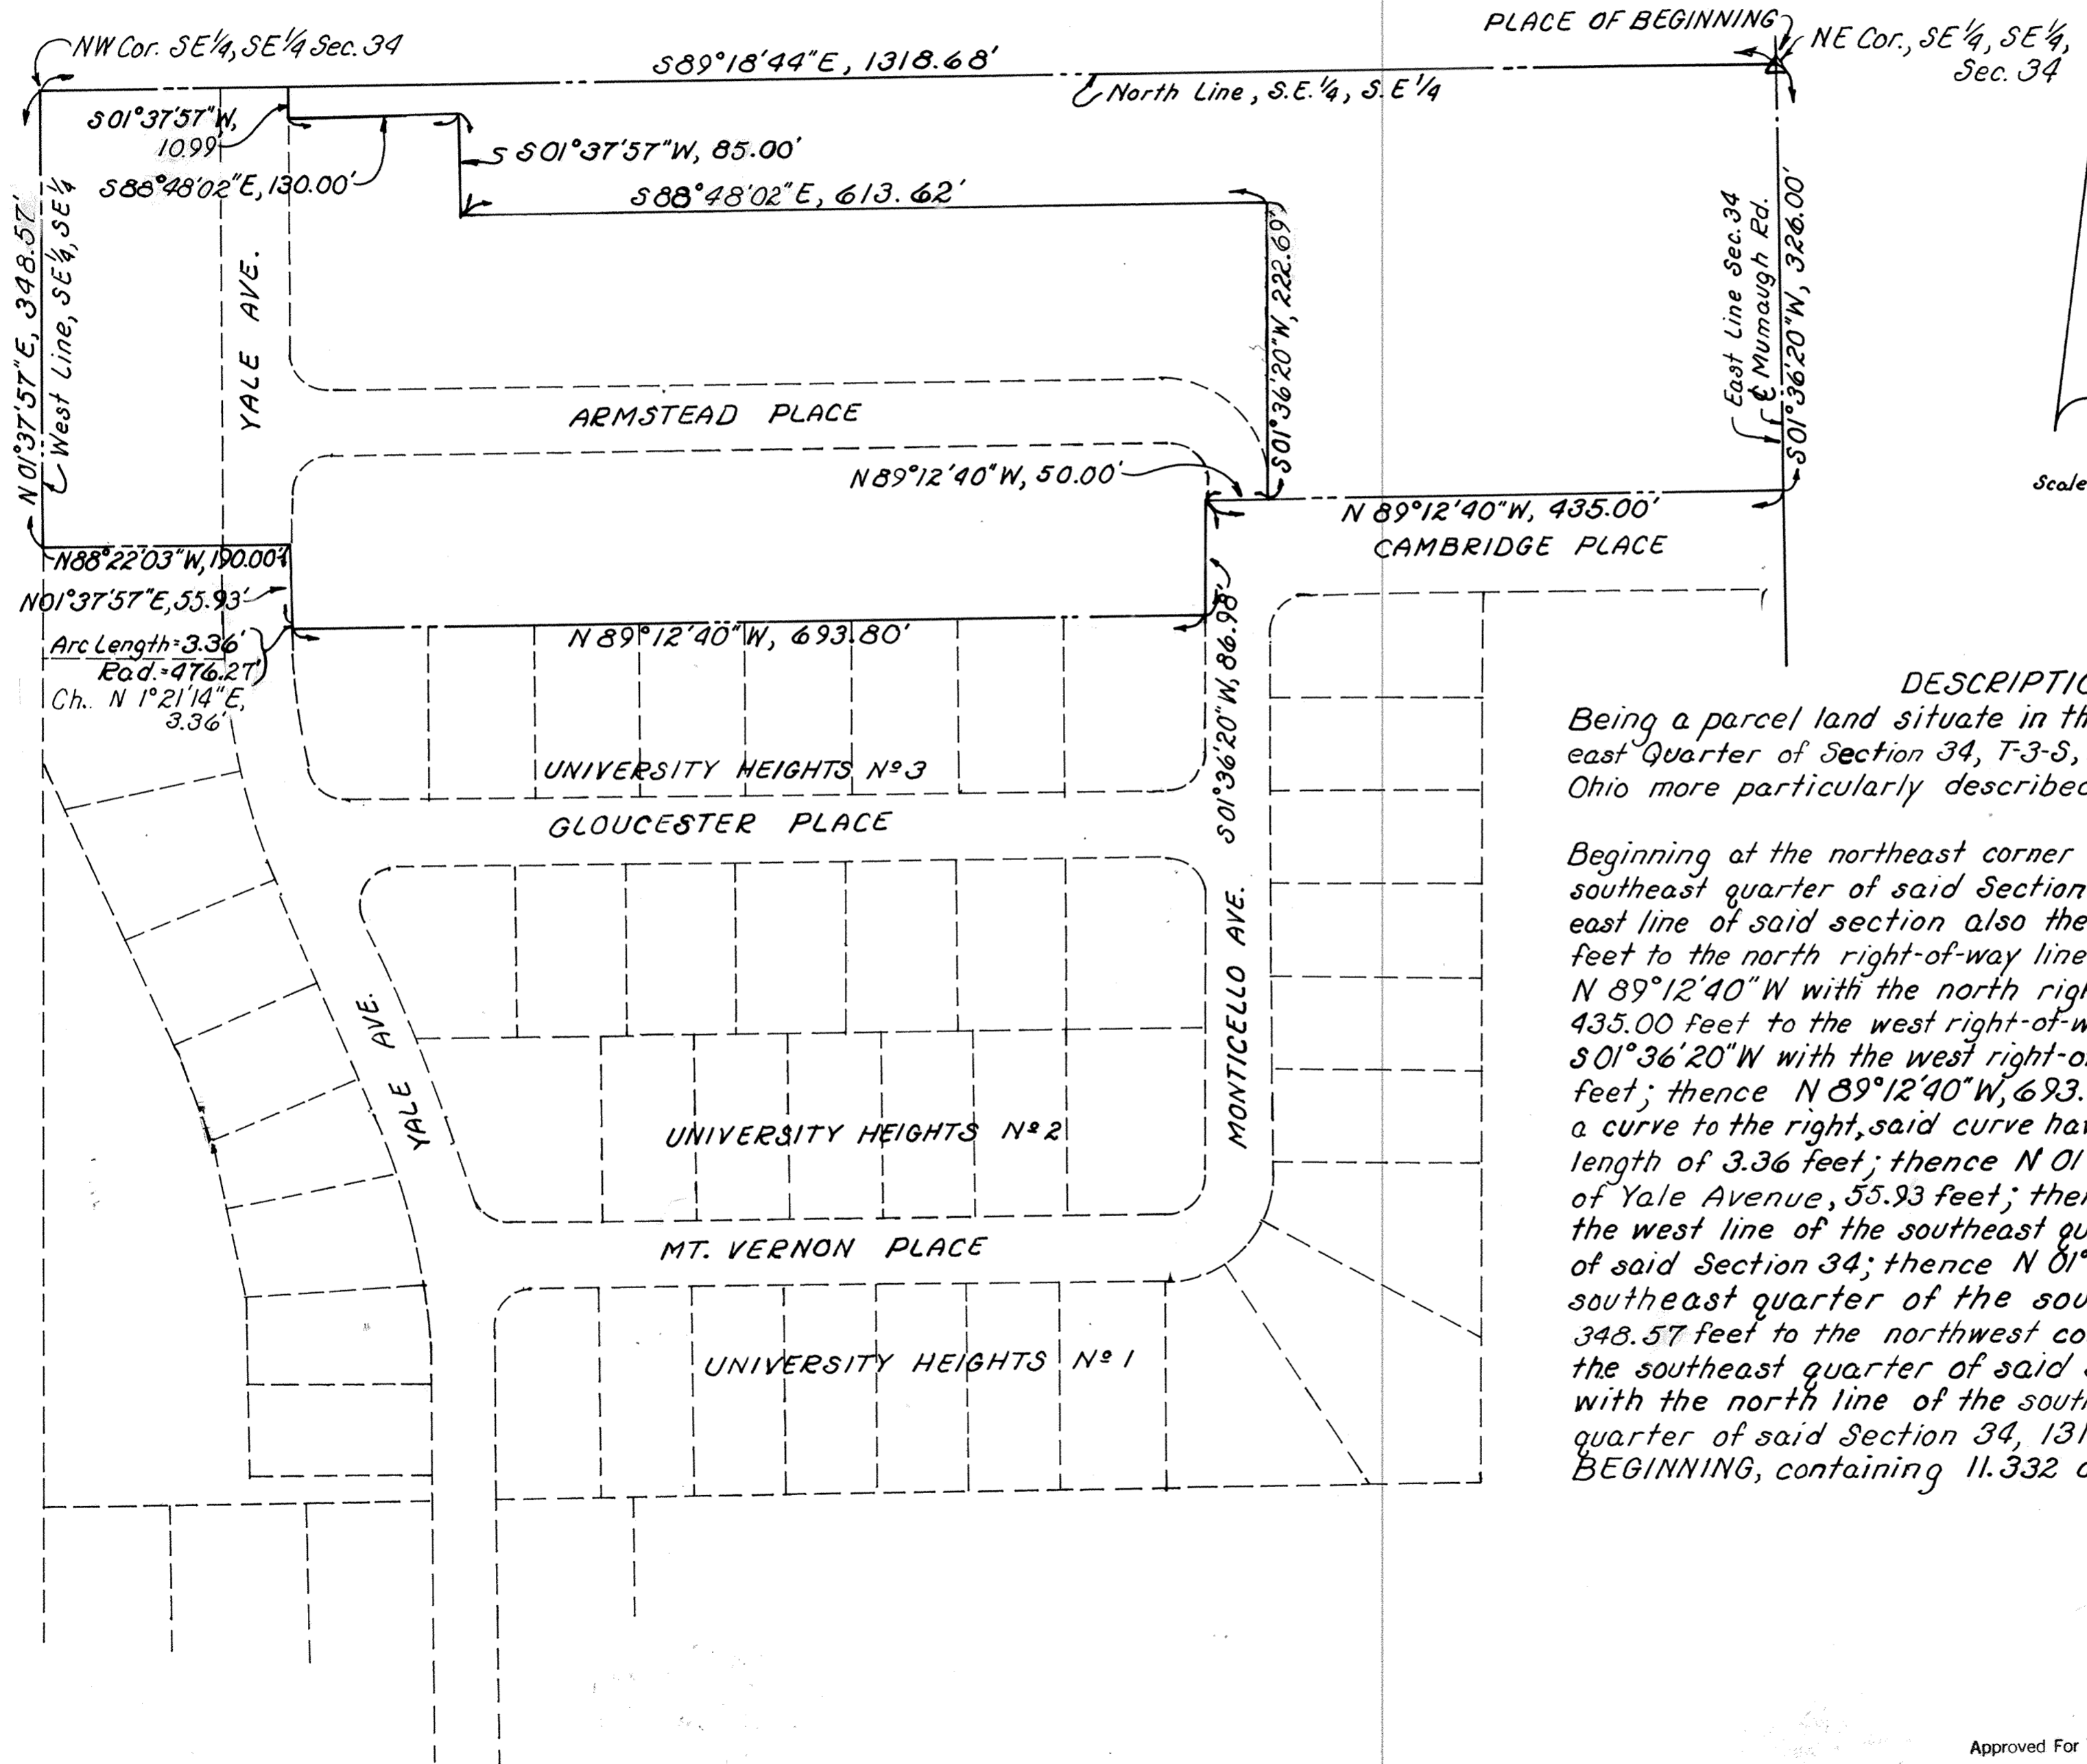 PLACE OF BEGINNING
NW Cor. SE¼, SE¼ Sec. 34
S89°18'44"E, 1318.68'
NE Cor., SE ¼, SE ¼,
Sec. 34
North Line, S.E. ¼, S.E ¼
S01°37'57"W,
10.99'
S S01°37'57"W, 85.00'
S88°48'02"E, 130.00'
S88°48'02"E, 613.62'
N01°37'57"E, 348.57'
West Line, SE¼, SE¼
YALE AVE.
S01°36'20"W, 222.69'
East Line Sec. 34
℄ Mumaugh Rd.
S01°36'20"W, 326.00'
ARMSTEAD PLACE
N89°12'40"W, 50.00'
Scale
N 89°12'40"W, 435.00'
CAMBRIDGE PLACE
N88°22'03"W, 190.00'
N01°37'57"E, 55.93'
Arc Length=3.36'
Rad.=476.27'
Ch. N 1°21'14"E,
3.36'
N 89°12'40"W, 693.80'
S01°36'20"W, 86.98'
UNIVERSITY HEIGHTS Nº 3
GLOUCESTER PLACE
MONTICELLO AVE.
YALE AVE.
UNIVERSITY HEIGHTS Nº 2
MT. VERNON PLACE
UNIVERSITY HEIGHTS Nº 1
DESCRIPTIO
Being a parcel land situate in th
east Quarter of Section 34, T-3-S,
Ohio more particularly described
Beginning at the northeast corner
southeast quarter of said Section
east line of said section also the
feet to the north right-of-way line
N 89°12'40"W with the north righ
435.00 feet to the west right-of-w
S01°36'20"W with the west right-o
feet; thence N 89°12'40"W, 693.
a curve to the right, said curve ha
length of 3.36 feet; thence N 01
of Yale Avenue, 55.93 feet; ther
the west line of the southeast qu
of said Section 34; thence N 01°
southeast quarter of the sou
348.57 feet to the northwest co
the southeast quarter of said
with the north line of the south
quarter of said Section 34, 131
BEGINNING, containing 11.332
Approved For